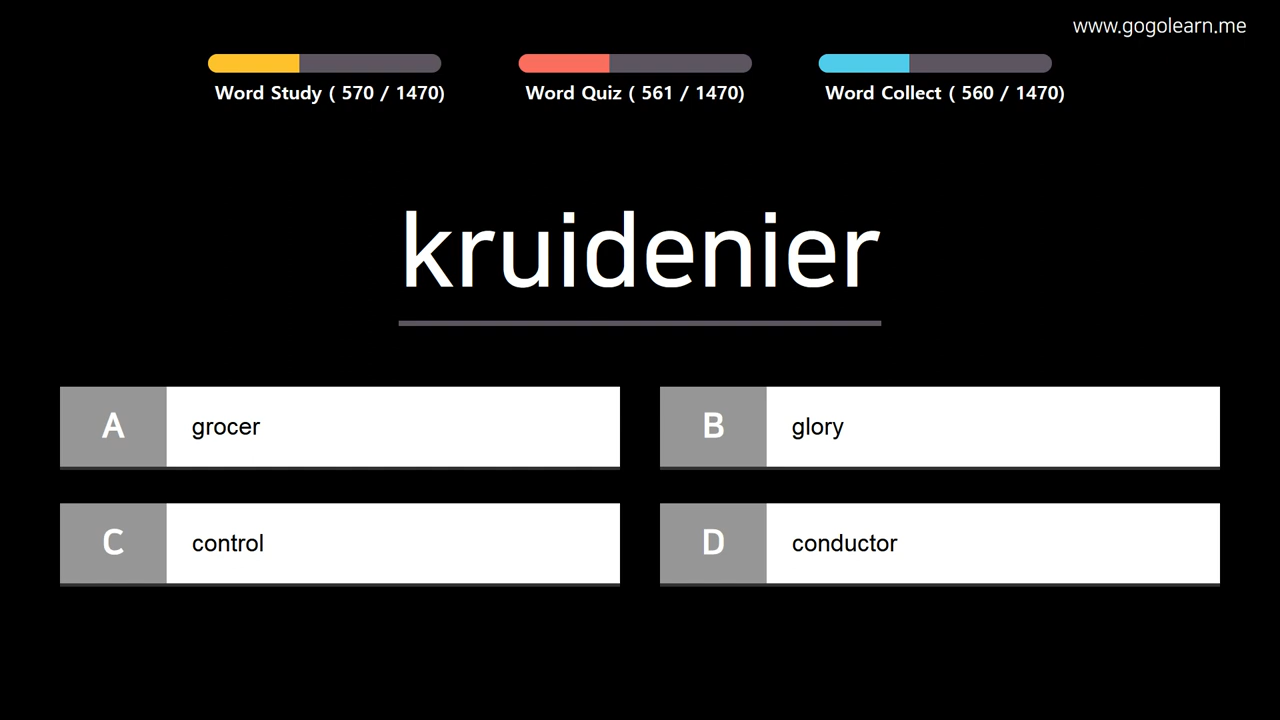 www.gogolearn.me
Word Study ( 570 / 1470)
Word Quiz ( 561 / 1470)
Word Collect ( 560 / 1470)
kruidenier
A grocer
B glory
C control
D conductor